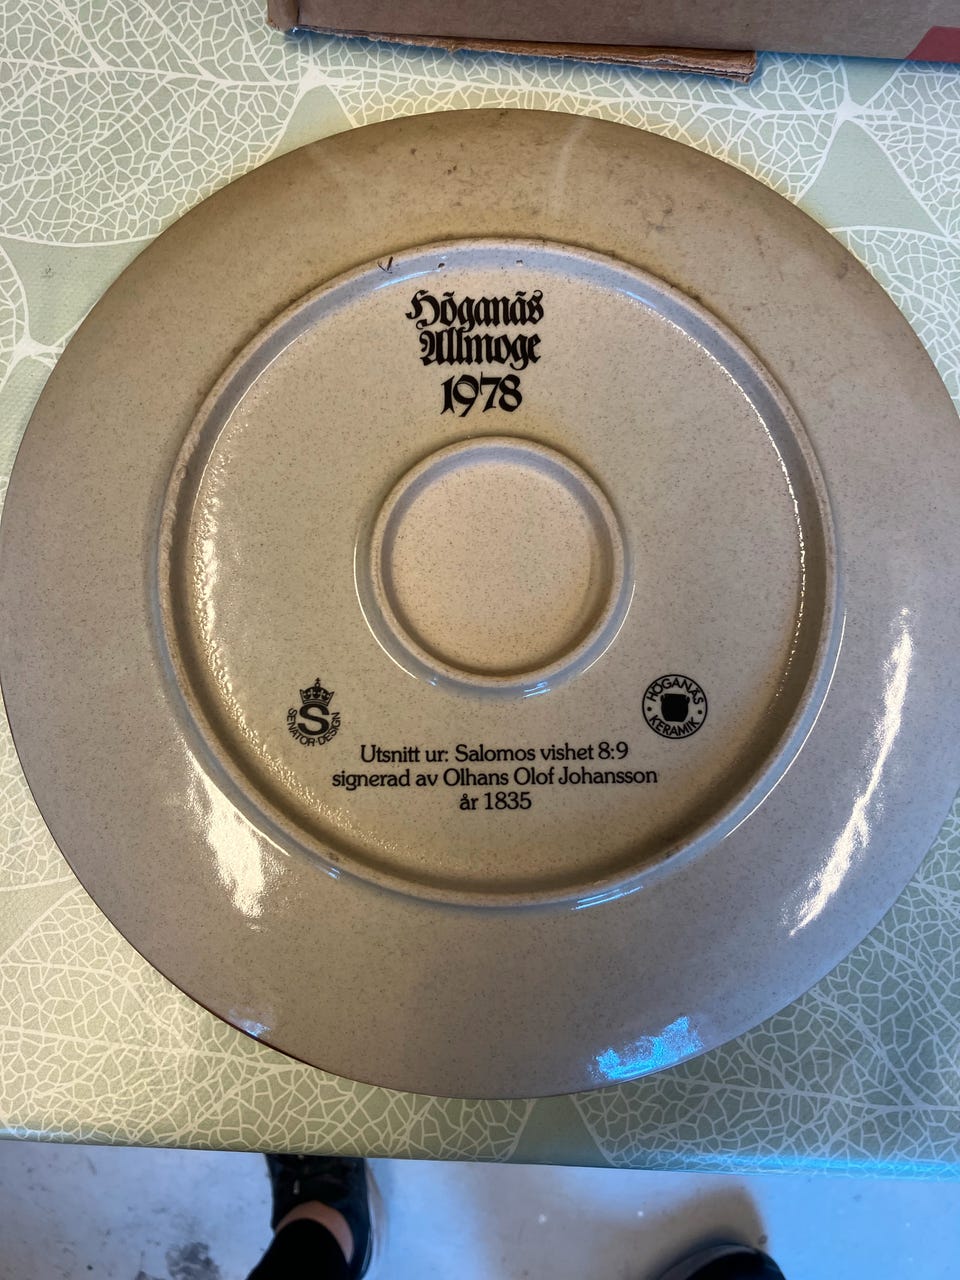 Höganäs
Allmoge
1978
S
SENATOR-DESIGN
HÖGANÄS
KERAMIK
Utsnitt ur: Salomos vishet 8:9
signerad av Olhans Olof Johansson
år 1835